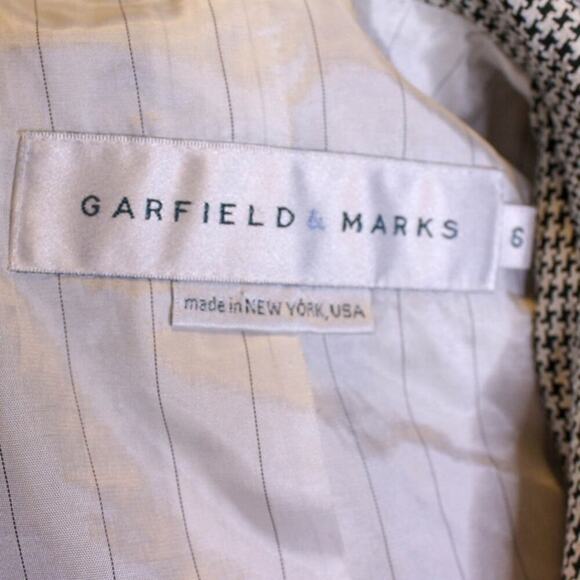 GARFIELD & MARKS
6
made in NEW YORK, USA